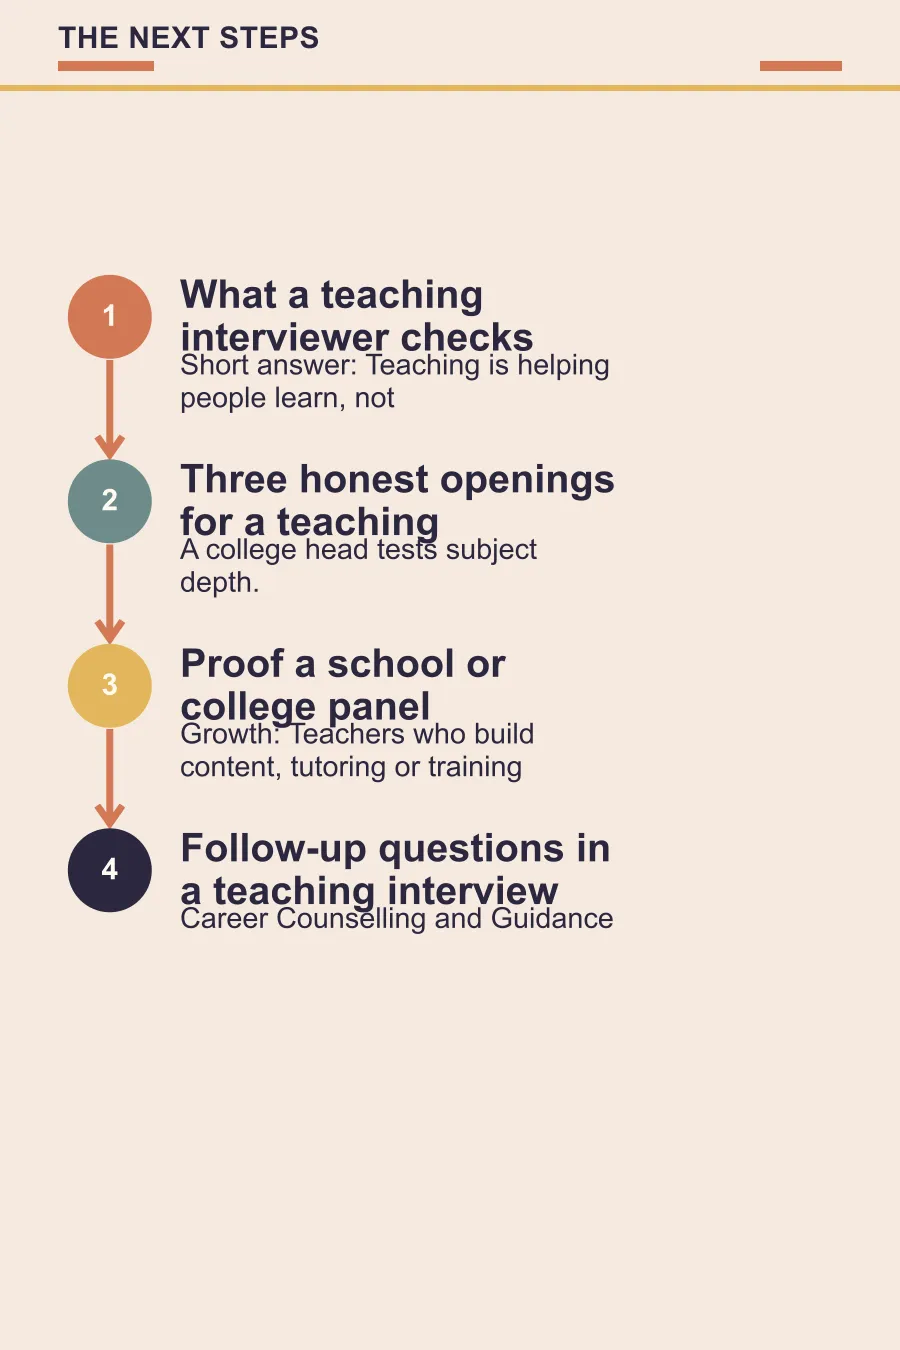 THE NEXT STEPS
1
What a teaching
interviewer checks
Short answer: Teaching is helping
people learn, not
2
Three honest openings
for a teaching
A college head tests subject
depth.
3
Proof a school or
college panel
Growth: Teachers who build
content, tutoring or training
4
Follow-up questions in
a teaching interview
Career Counselling and Guidance